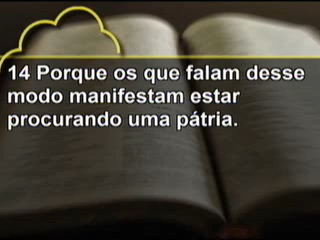 14 Porque os que falam desse
modo manifestam estar
procurando uma pátria.